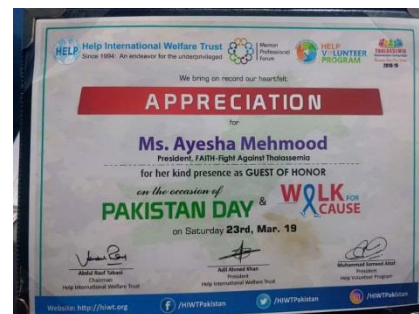 HELP Help International Welfare Trust
Since 1994: An endeavor for the underprivileged
Memon
Professional
Forum
HELP
VOLUNTEER
PROGRAM
THALASSEMIA
2018-19
We bring on record our heartfelt
APPRECIATION
for
Ms. Ayesha Mehmood
President, FAITH-Fight Against Thalassemia
for her kind presence as GUEST OF HONOR
on the occasion of
PAKISTAN DAY & WALK FOR CAUSE
on Saturday 23rd, Mar. 19
Abdul Rauf Tabani
Chairman
Help International Welfare Trust
Adil Ahmed Khan
President
Help International Welfare Trust
Muhammad Sameed Altaf
President
Help Volunteer Program
Website: http://hiwt.org
/HIWTPakistan
/HIWTPakistan
/HIWTPakistan